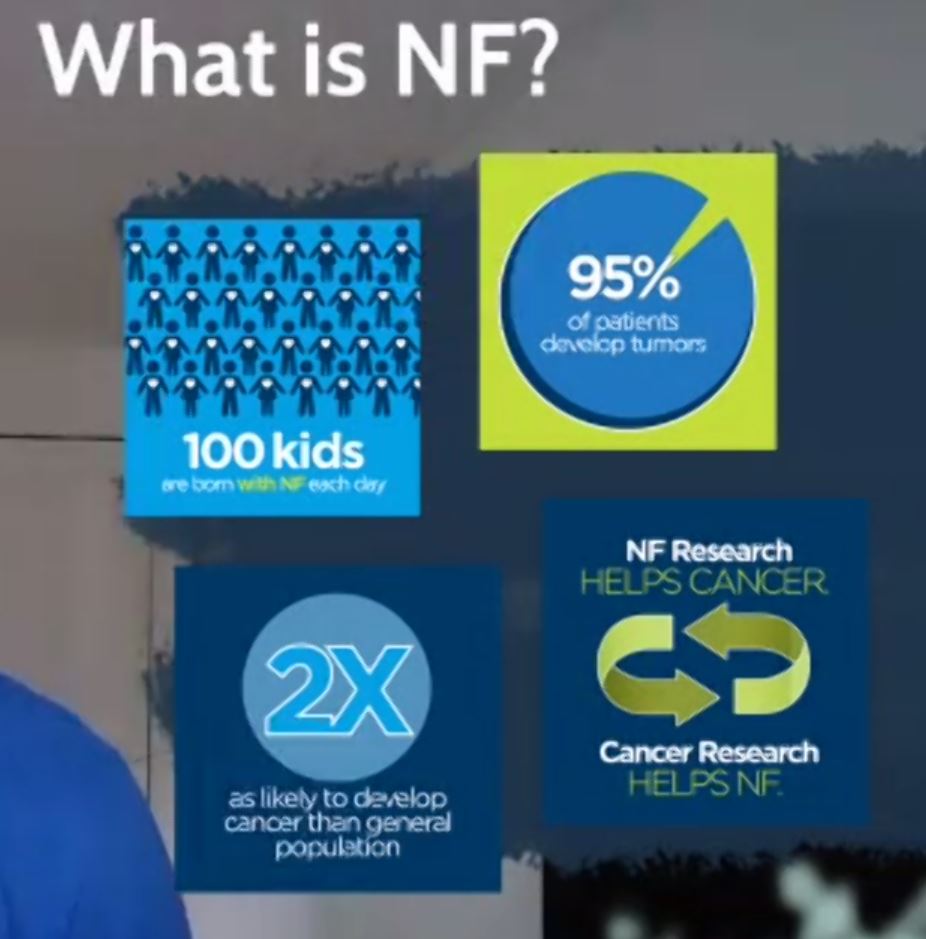 What is NF?
95%
of patients
develop tumors
100 kids
are born with NF each day
NF Research
HELPS CANCER.
Cancer Research
HELPS NF.
2X
as likely to develop
cancer than general
population